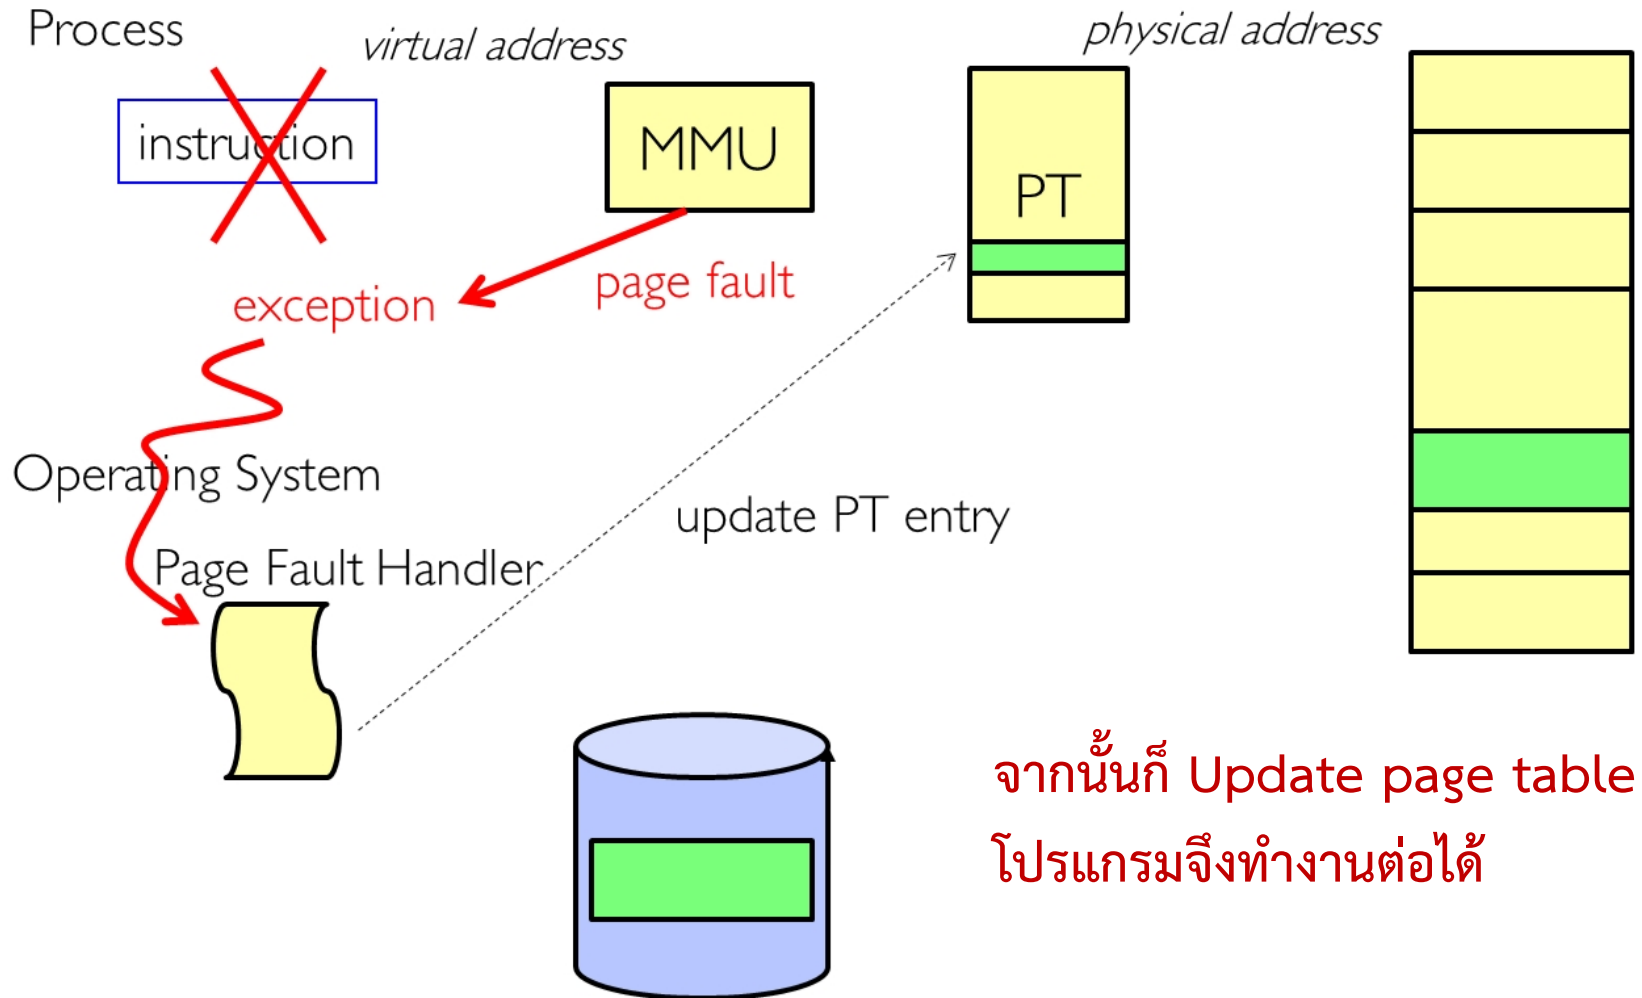 Process
virtual address
physical address
instruction
MMU
PT
page fault
exception
Operating System
update PT entry
Page Fault Handler
จากนั้นก็ Update page table
โปรแกรมจึงทำงานต่อได้